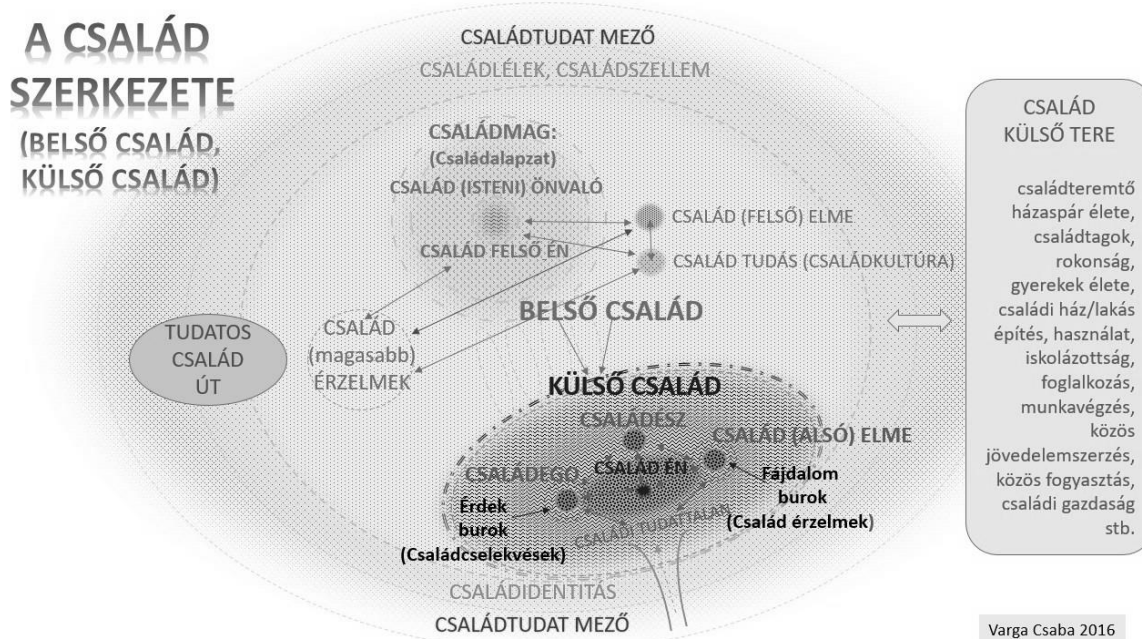 A CSALÁD
SZERKEZETE
(BELSŐ CSALÁD,
KÜLSŐ CSALÁD)
CSALÁDTUDAT MEZŐ
CSALÁDLÉLEK, CSALÁDSZELLEM
CSALÁDMAG:
(Családalapzat)
CSALÁD (ISTENI) ÖNVALÓ
CSALÁD FELSŐ ÉN
CSALÁD (FELSŐ) ELME
CSALÁD TUDÁS (CSALÁDKULTÚRA)
BELSŐ CSALÁD
TUDATOS
CSALÁD
ÚT
CSALÁD
(magasabb)
ÉRZELMEK
KÜLSŐ CSALÁD
CSALÁDÉSZ
CSALÁD (ALSÓ) ELME
CSALÁD ÉN
CSALÁDEGO
Érdek
burok
(Családcselekvések)
Fájdalom
burok
(Család érzelmek)
CSALÁDI TUDATTALAN
CSALÁDIDENTITÁS
CSALÁDTUDAT MEZŐ
CSALÁD
KÜLSŐ TERE
családteremtő
házaspár élete,
családtagok,
rokonság,
gyerekek élete,
családi ház/lakás
építés, használat,
iskolázottság,
foglalkozás,
munkavégzés,
közös
jövedelemszerzés,
közös fogyasztás,
családi gazdaság
stb.
Varga Csaba 2016